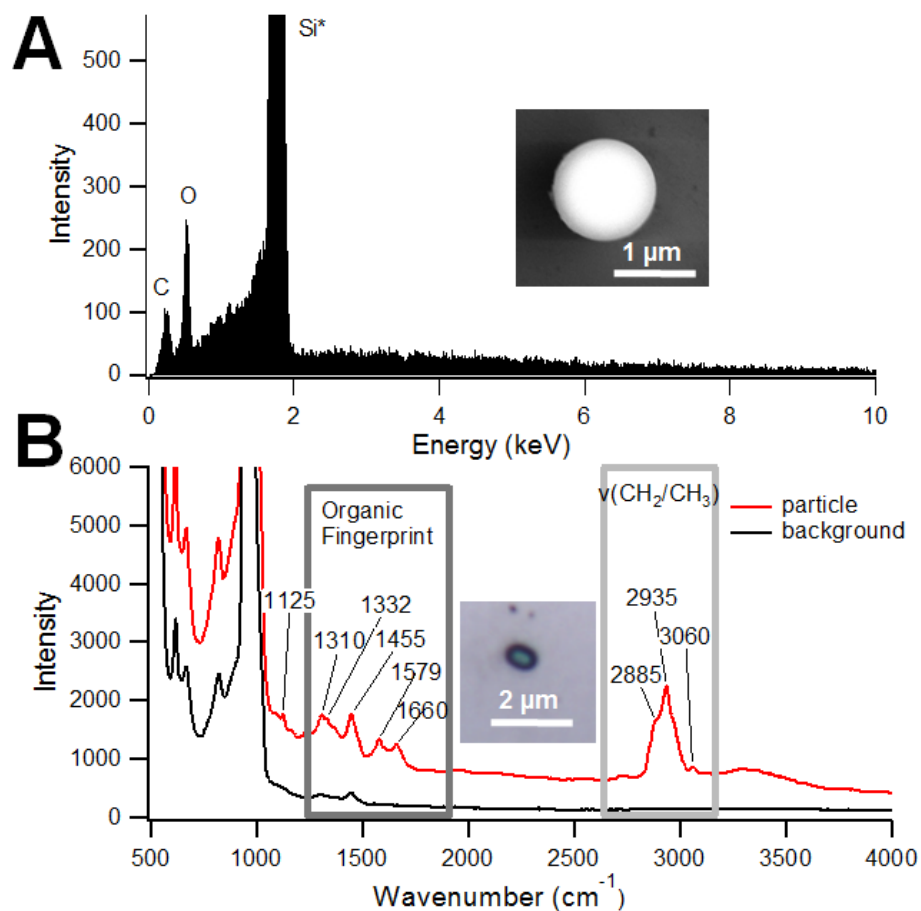 A
Si*
500
400
300
200
100
0
Intensity
O
C
1 µm
0
2
4
6
8
10
Energy (keV)
B
6000
5000
4000
3000
2000
1000
0
Intensity
Organic
Fingerprint
ν(CH2/CH3)
particle
background
1125
1310
1332
1455
1579
1660
2 µm
2935
3060
2885
500
1000
1500
2000
2500
3000
3500
4000
Wavenumber (cm-1)